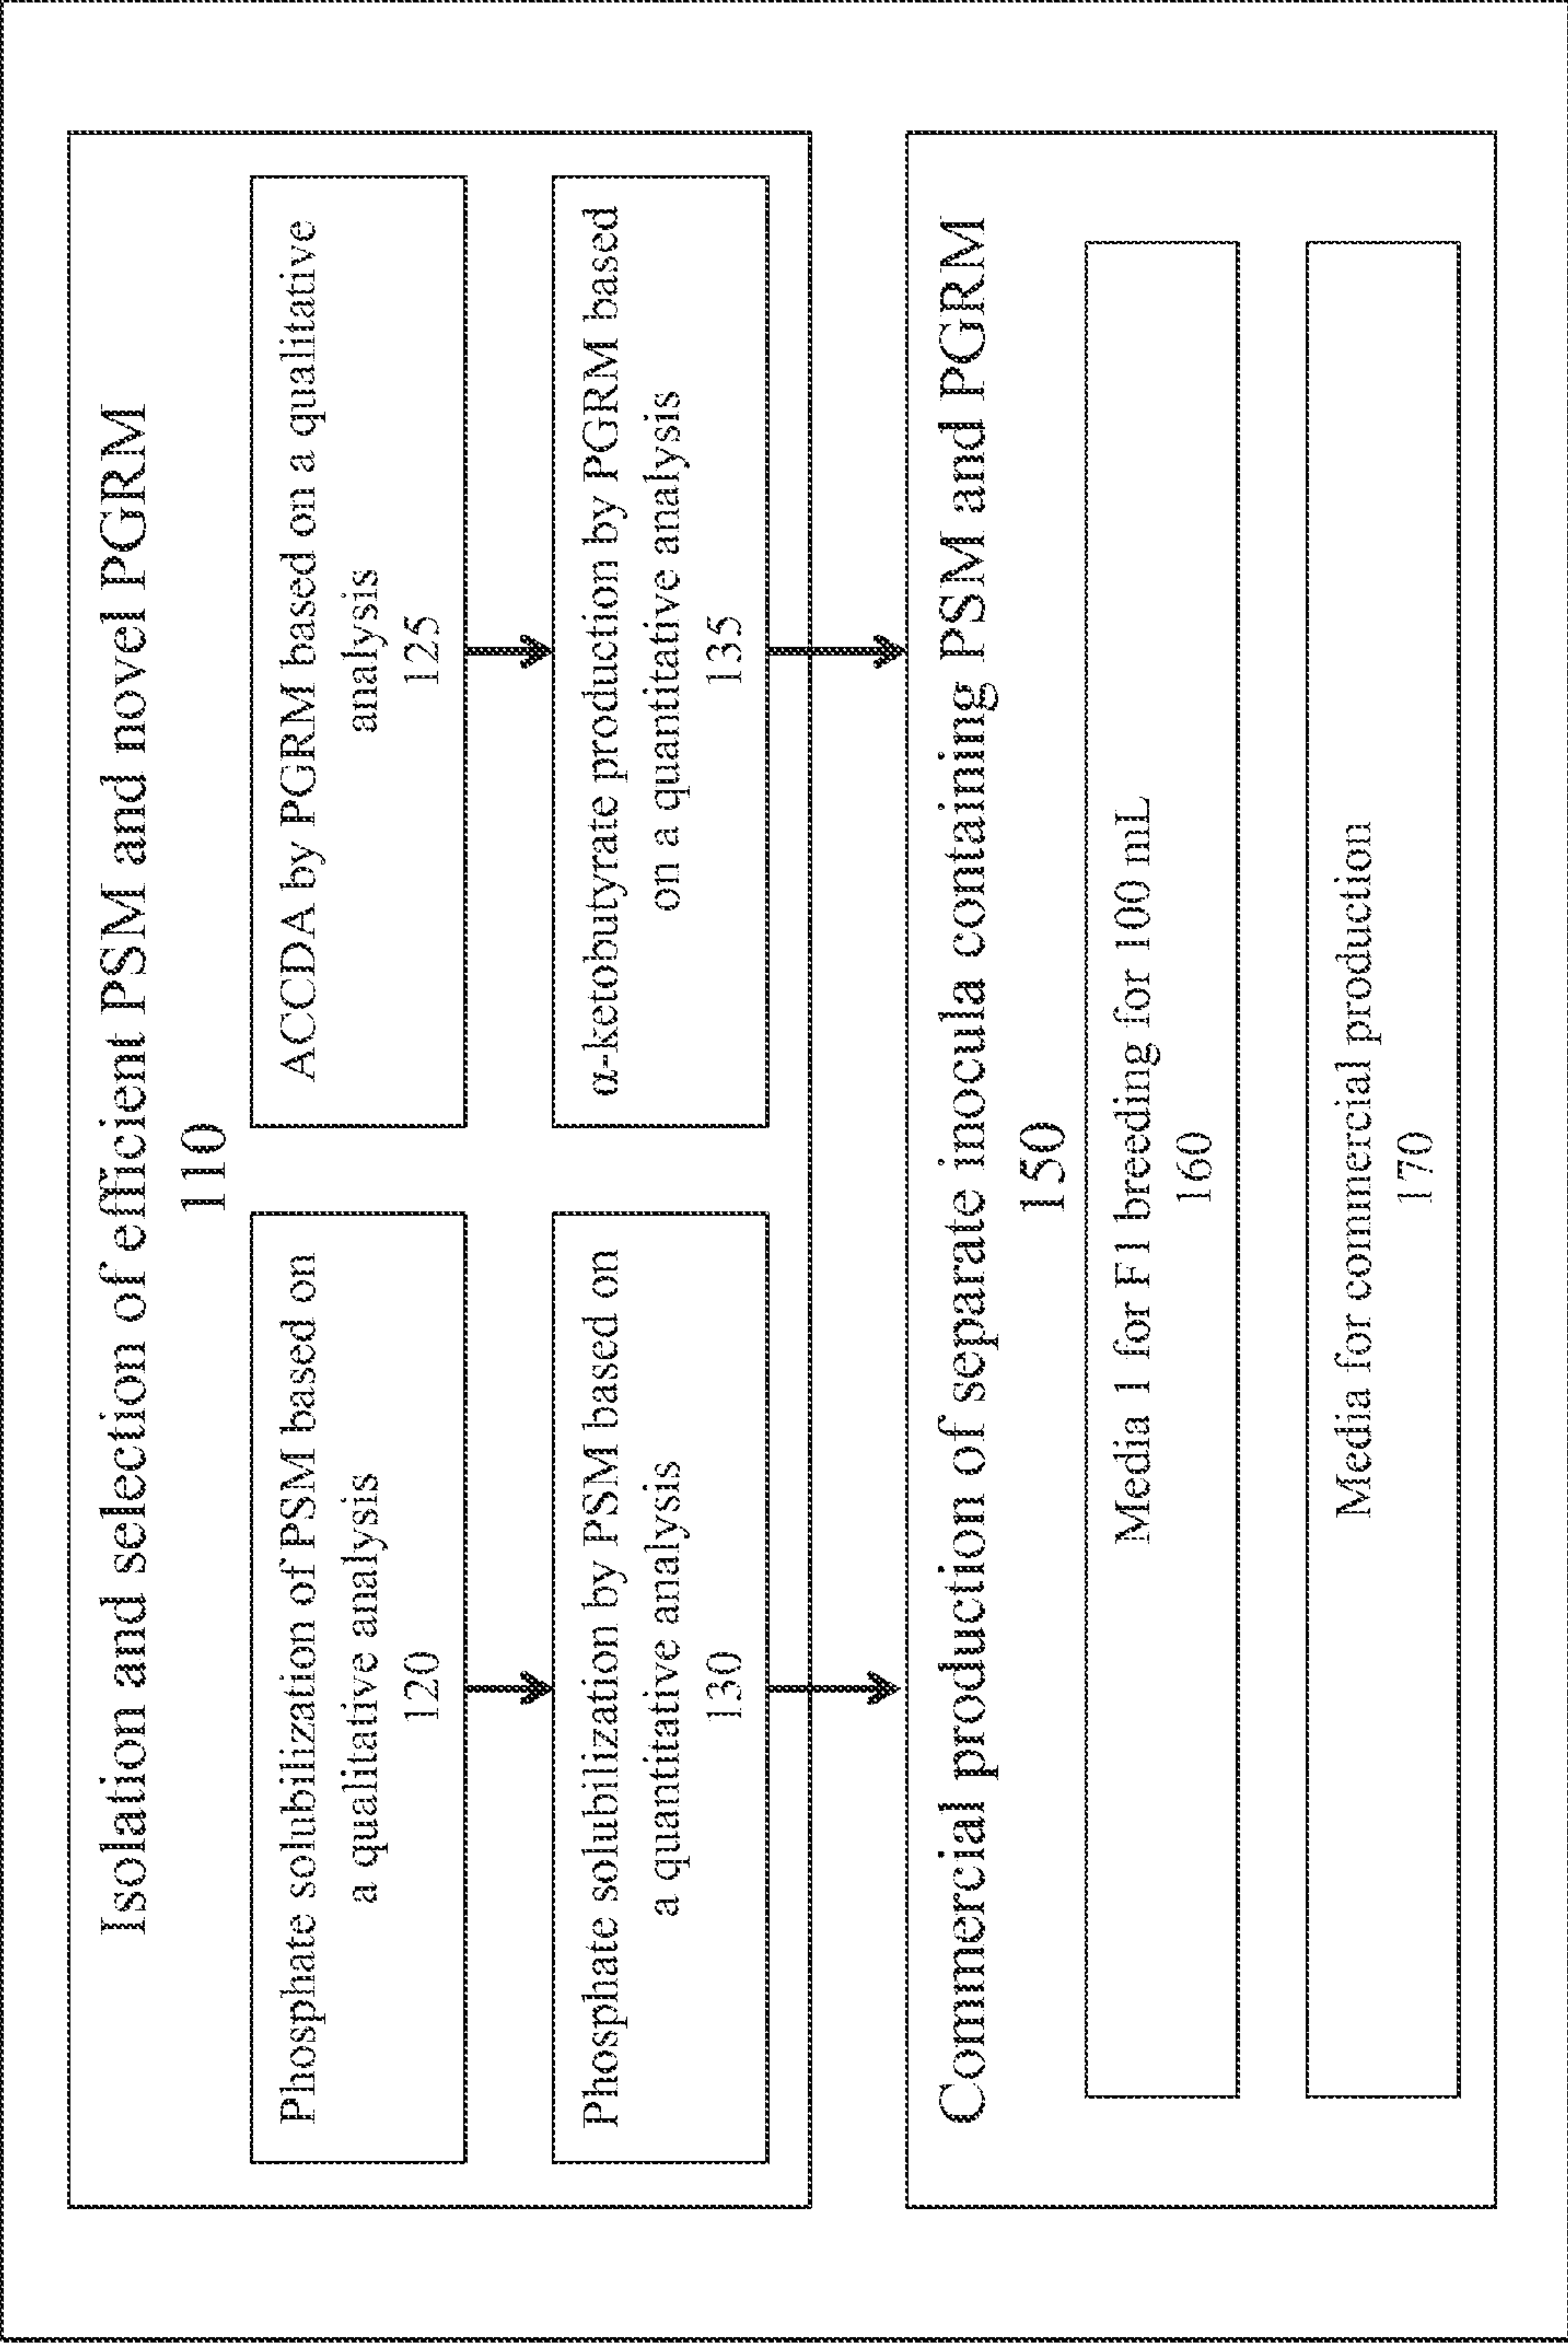 Isolation and selection of efficient PSM and novel PGRM
110
Phosphate solubilization of PSM based on
a qualitative analysis
120
ACCDA by PGRM based on a qualitative
analysis
125
Phosphate solubilization by PSM based on
a quantitative analysis
130
α-ketobutyrate production by PGRM based
on a quantitative analysis
135
Commercial production of separate inocula containing PSM and PGRM
150
Media 1 for F1 breeding for 100 mL
160
Media for commercial production
170